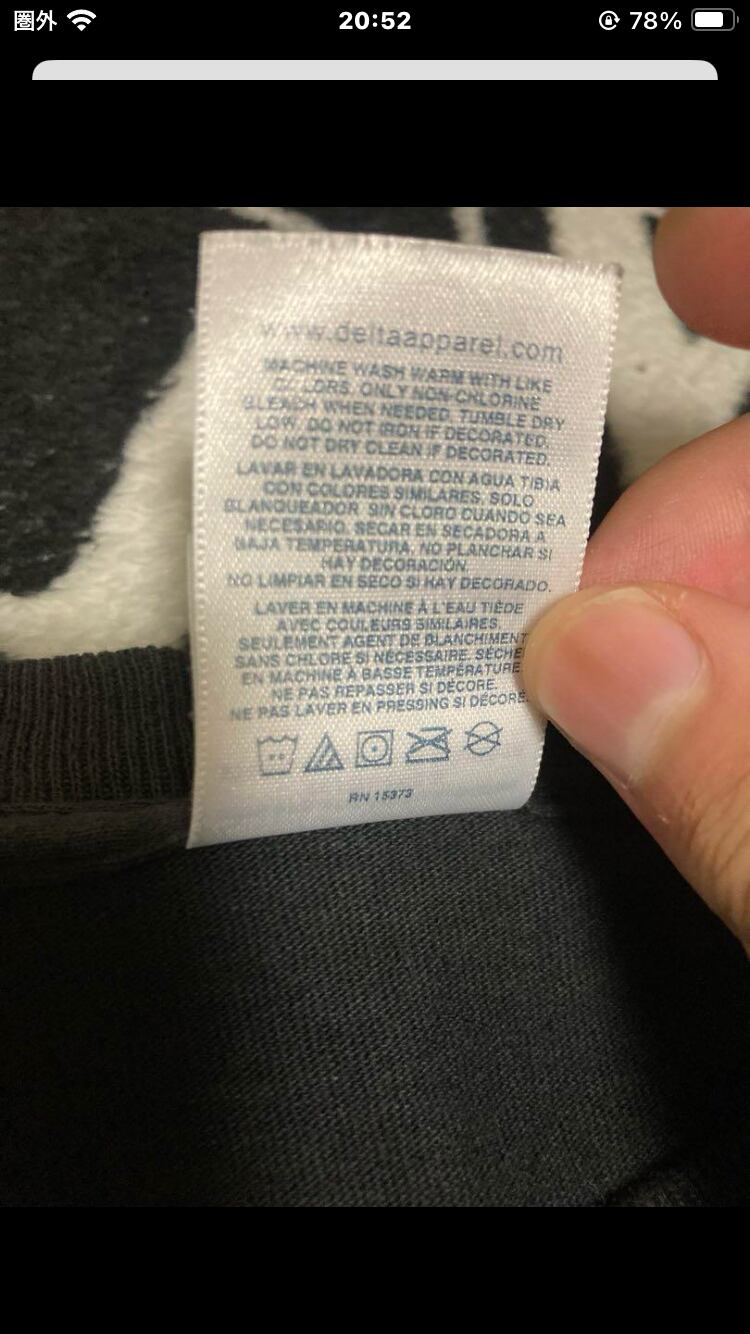 圏外 20:52 78%
www.deltaapparel.com
MACHINE WASH WARM WITH LIKE
COLORS. ONLY NON-CHLORINE
BLEACH WHEN NEEDED. TUMBLE DRY
LOW. DO NOT IRON IF DECORATED.
DO NOT DRY CLEAN IF DECORATED.
LAVAR EN LAVADORA CON AGUA TIBIA
CON COLORES SIMILARES. SOLO
BLANQUEADOR SIN CLORO CUANDO SEA
NECESARIO. SECAR EN SECADORA A
BAJA TEMPERATURA. NO PLANCHAR SI
HAY DECORACIÓN.
NO LIMPIAR EN SECO SI HAY DECORADO.
LAVER EN MACHINE À L'EAU TIÈDE
AVEC COULEURS SIMILAIRES.
SEULEMENT AGENT DE BLANCHIMENT
SANS CHLORE SI NÉCESSAIRE. SÉCHE
EN MACHINE À BASSE TEMPÉRATURE.
NE PAS REPASSER SI DÉCORÉ.
NE PAS LAVER EN PRESSING SI DÉCORÉ.
RN 15373